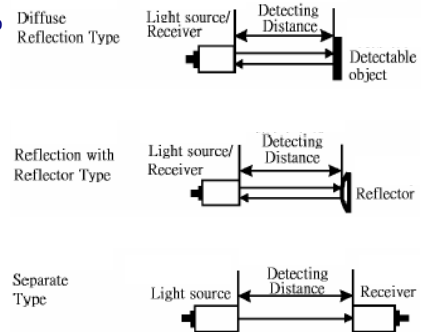 Diffuse
Reflection Type
Light source/
Receiver
Detecting
Distance
Detectable
object
Reflection with
Reflector Type
Light source/
Receiver
Detecting
Distance
Reflector
Separate
Type
Light source
Detecting
Distance
Receiver